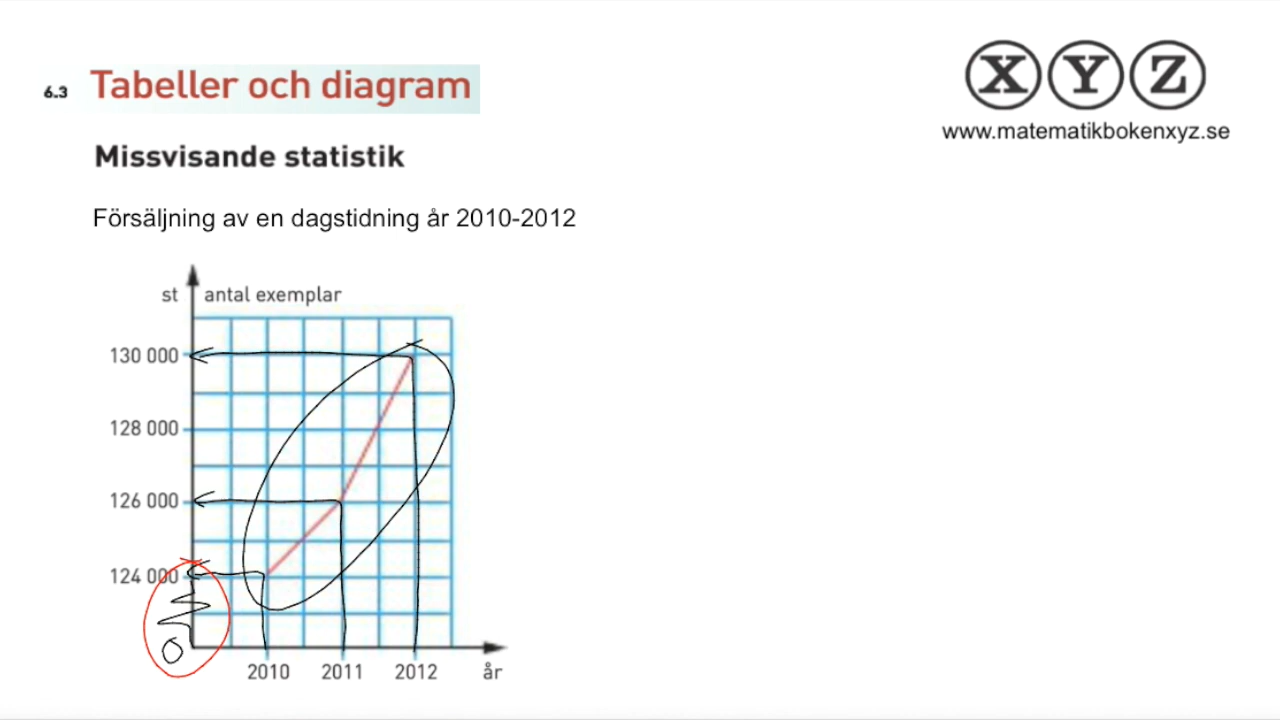 6.3 Tabeller och diagram
X Y Z
www.matematikbokenxyz.se
Missvisande statistik
Försäljning av en dagstidning år 2010-2012
st antal exemplar
130 000
128 000
126 000
124 000
0
2010 2011 2012 år